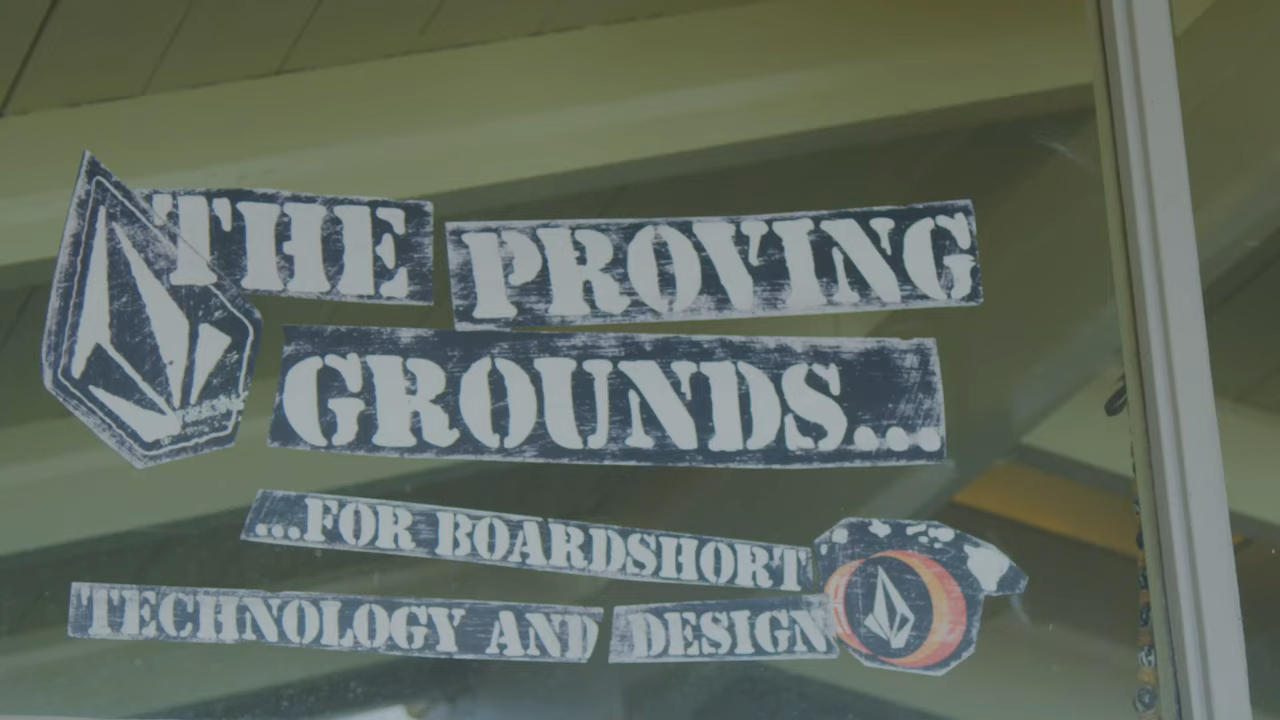 THE PROVING
GROUNDS...
...FOR BOARDSHORT
TECHNOLOGY AND DESIGN